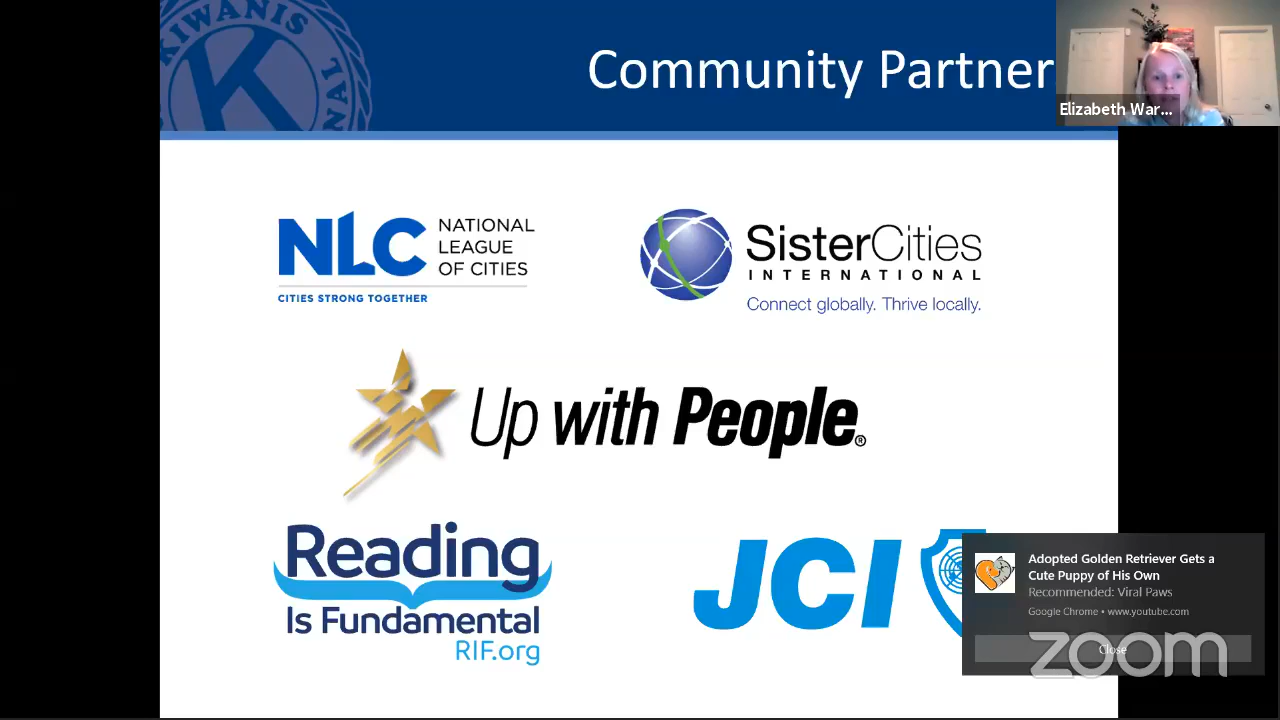 KIWANIS
NAL
K
Community Partner
Elizabeth War...
NLC
NATIONAL
LEAGUE
OF CITIES
CITIES STRONG TOGETHER
SisterCities
INTERNATIONAL
Connect globally. Thrive locally.
Up with People®
Reading
Is Fundamental
RIF.org
JCI
Adopted Golden Retriever Gets a
Cute Puppy of His Own
Recommended: Viral Paws
Google Chrome • www.youtube.com
Close
zoom